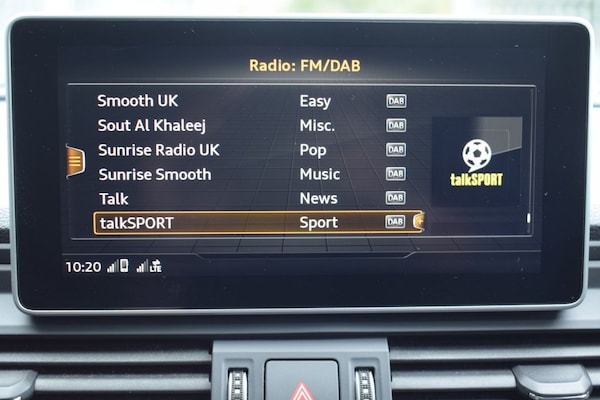 Radio: FM/DAB
Smooth UK Easy DAB
Sout Al Khaleej Misc. DAB
Sunrise Radio UK Pop DAB
Sunrise Smooth Music DAB
Talk News DAB
talkSPORT Sport DAB
talkSPORT
10:20 LTE